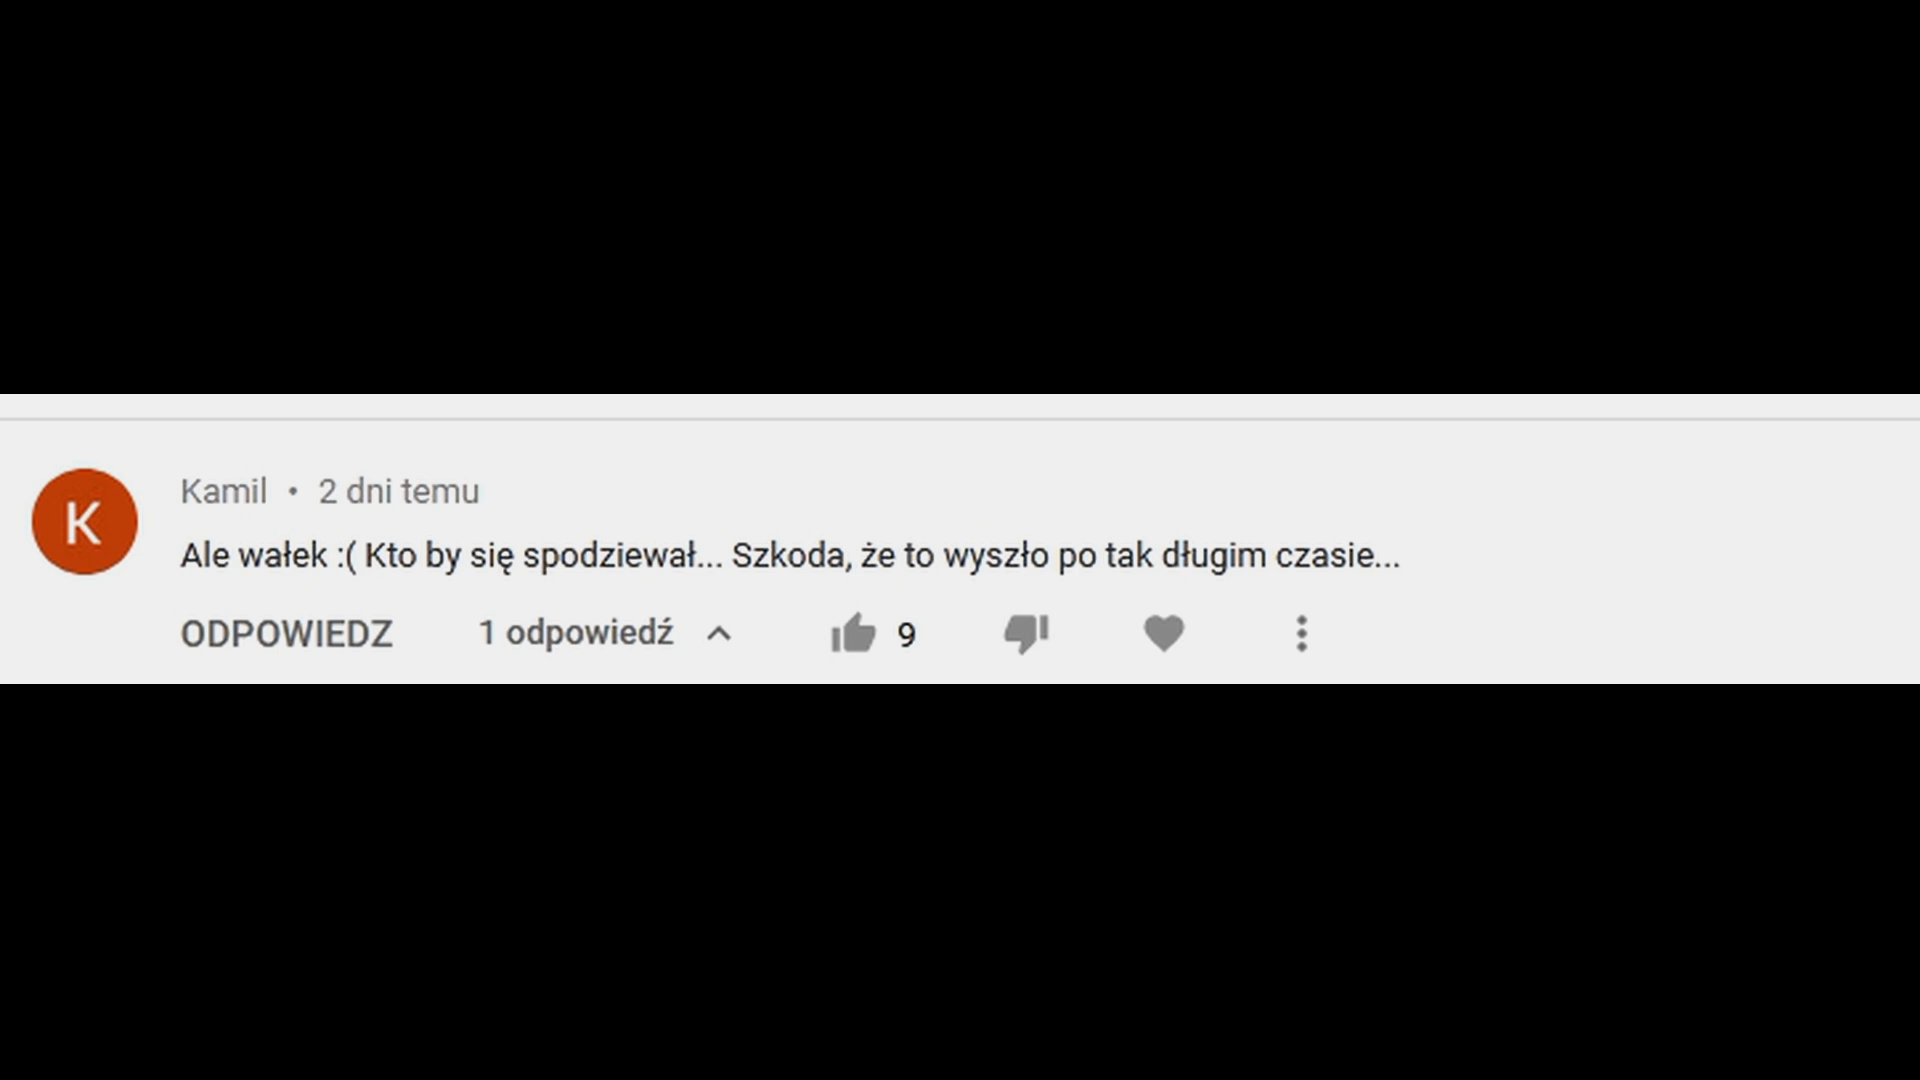 K
Kamil • 2 dni temu
Ale wałek :( Kto by się spodziewał... Szkoda, że to wyszło po tak długim czasie...
ODPOWIEDZ 1 odpowiedź 9